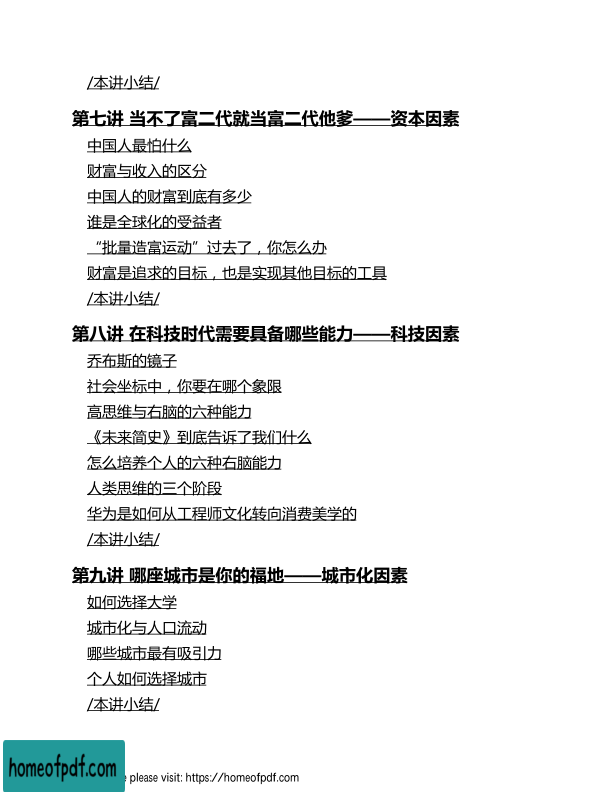 /本讲小结/
第七讲 当不了富二代就当富二代他爹——资本因素
中国人最怕什么
财富与收入的区分
中国人的财富到底有多少
谁是全球化的受益者
“批量造富运动”过去了，你怎么办
财富是追求的目标，也是实现其他目标的工具
/本讲小结/
第八讲 在科技时代需要具备哪些能力——科技因素
乔布斯的镜子
社会坐标中，你要在哪个象限
高思维与右脑的六种能力
《未来简史》到底告诉了我们什么
怎么培养个人的六种右脑能力
人类思维的三个阶段
华为是如何从工程师文化转向消费美学的
/本讲小结/
第九讲 哪座城市是你的福地——城市化因素
如何选择大学
城市化与人口流动
哪些城市最有吸引力
个人如何选择城市
/本讲小结/
homeofpdf.com
e please visit: https://homeofpdf.com